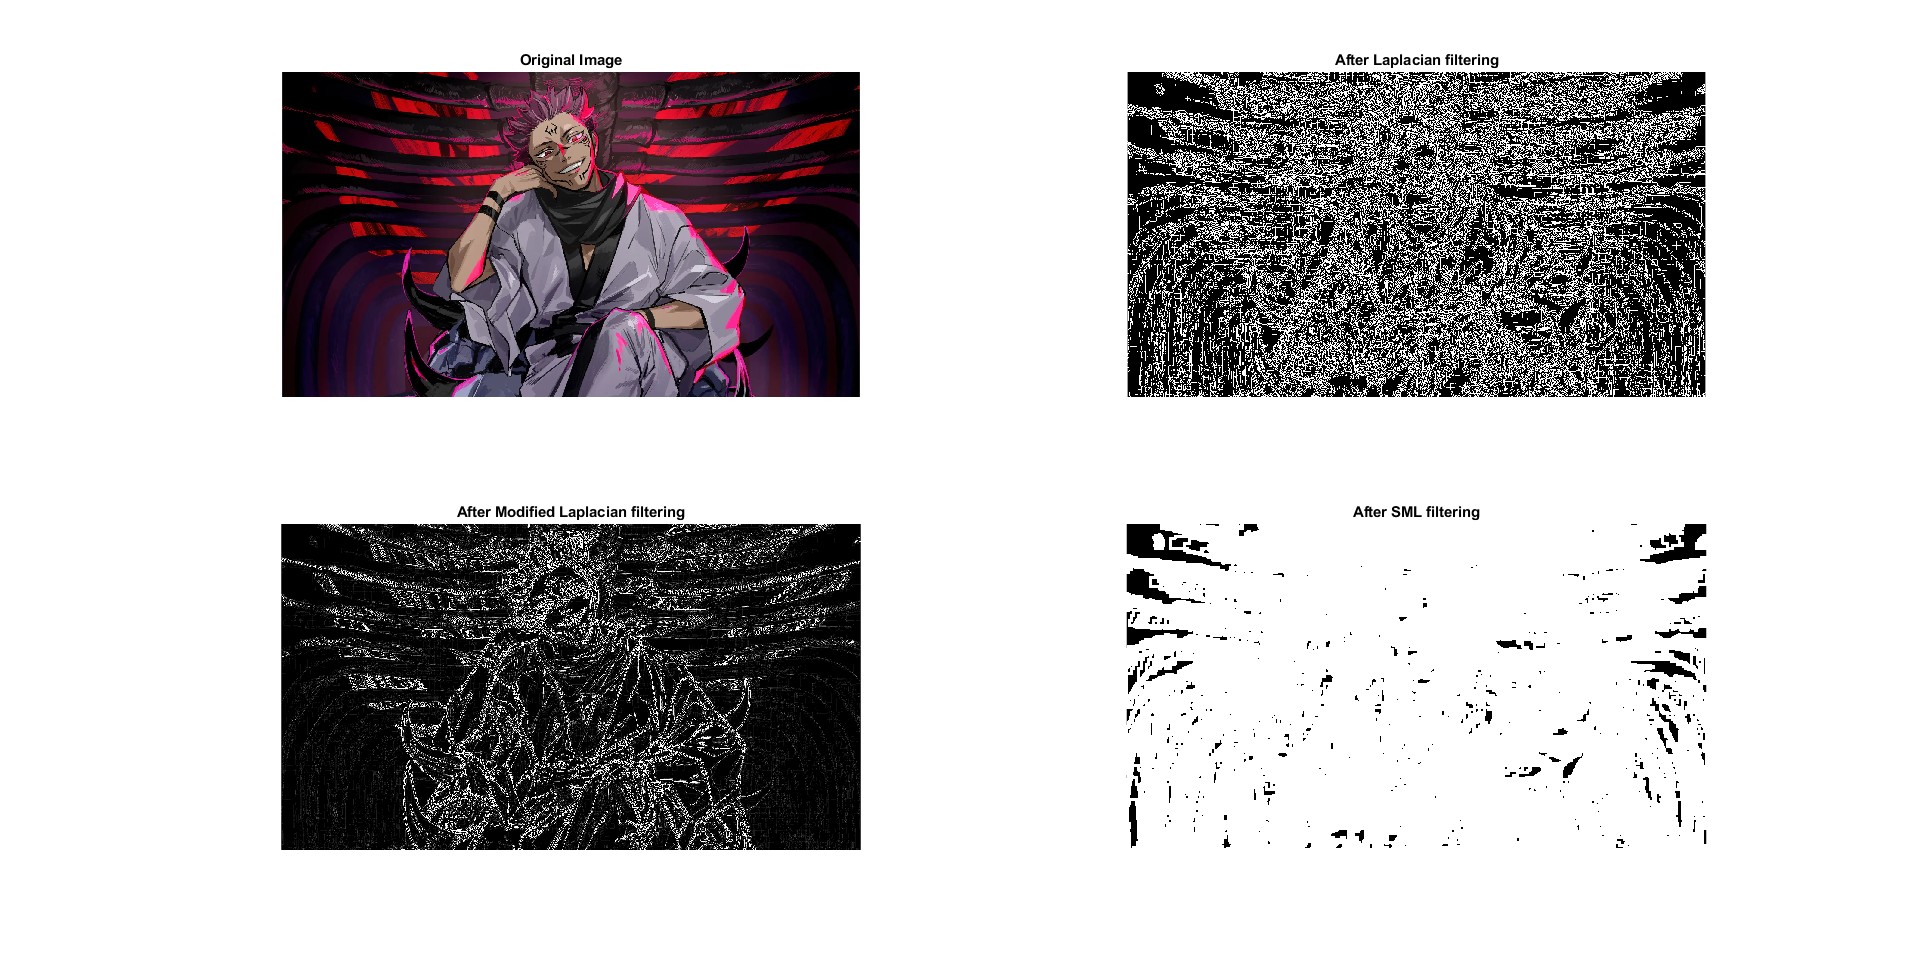 Original Image
After Laplacian filtering
After Modified Laplacian filtering
After SML filtering